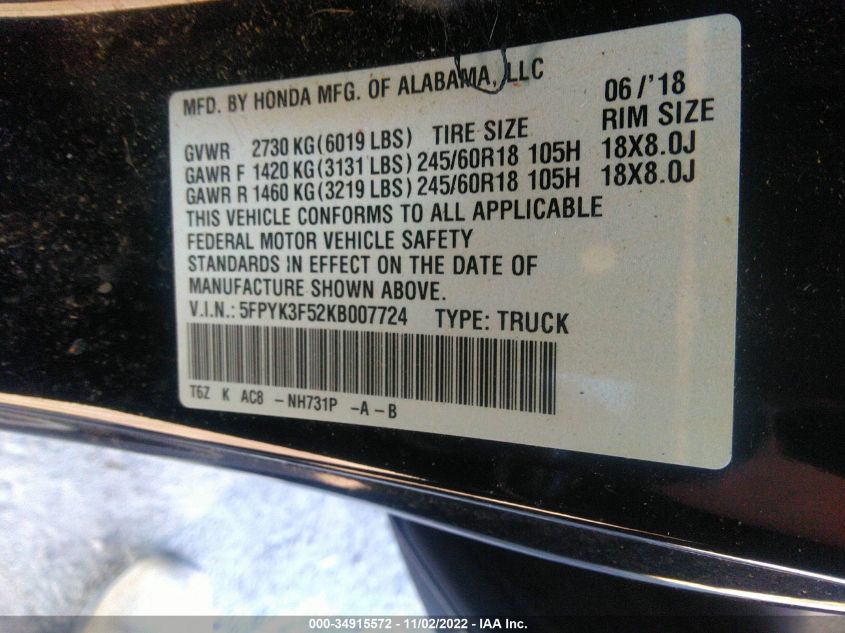 MFD. BY HONDA MFG. OF ALABAMA, LLC 06/'18
GVWR 2730 KG(6019 LBS) TIRE SIZE RIM SIZE
GAWR F 1420 KG(3131 LBS) 245/60R18 105H 18X8.0J
GAWR R 1460 KG(3219 LBS) 245/60R18 105H 18X8.0J
THIS VEHICLE CONFORMS TO ALL APPLICABLE
FEDERAL MOTOR VEHICLE SAFETY
STANDARDS IN EFFECT ON THE DATE OF
MANUFACTURE SHOWN ABOVE.
V.I.N.: 5FPYK3F52KB007724 TYPE: TRUCK
T6Z K AC8 -NH731P -A-B
000-34915572 - 11/02/2022 - IAA Inc.